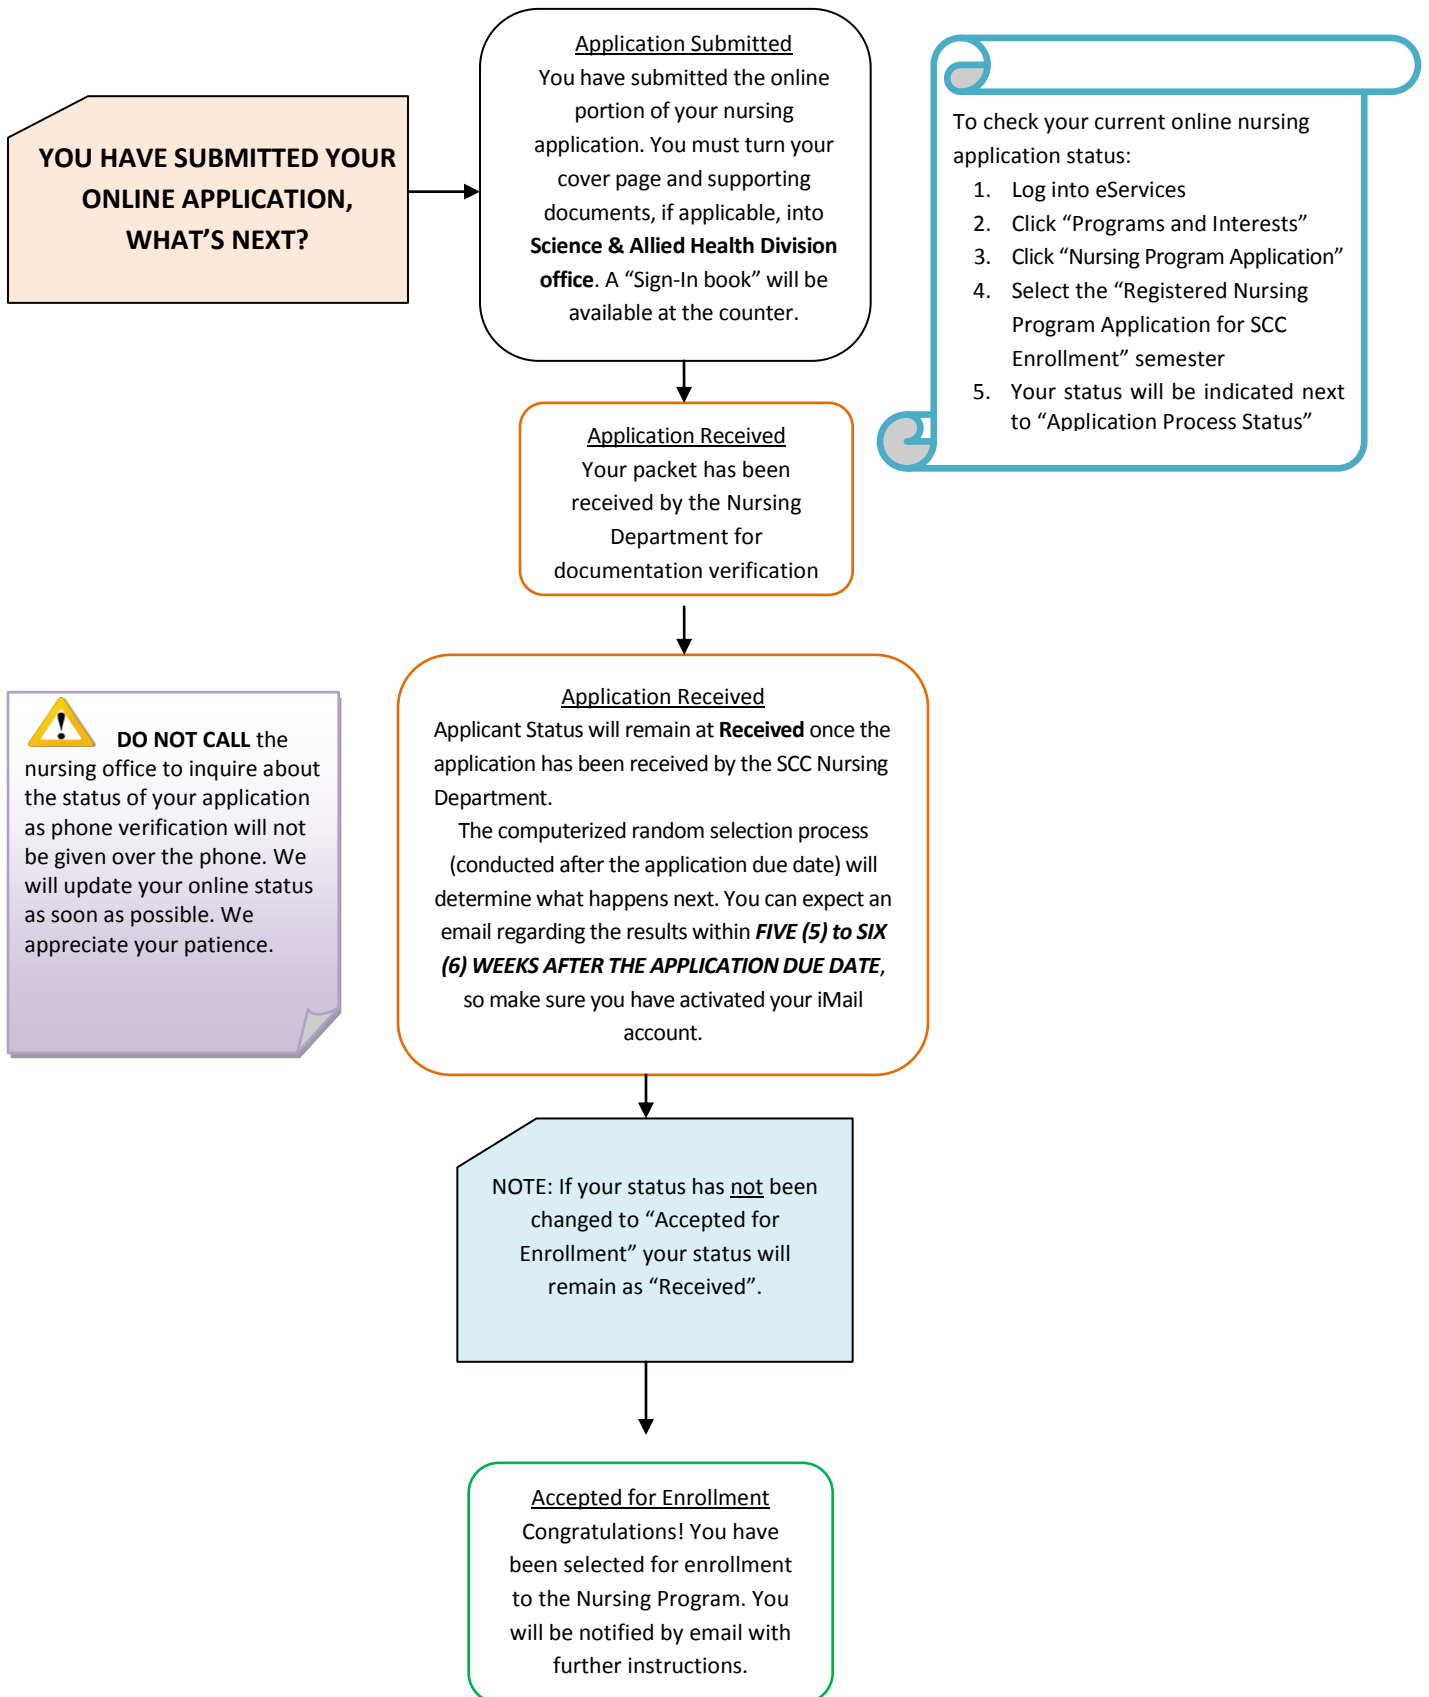 YOU HAVE SUBMITTED YOUR
ONLINE APPLICATION,
WHAT'S NEXT?
Application Submitted
You have submitted the online
portion of your nursing
application. You must turn your
cover page and supporting
documents, if applicable, into
Science & Allied Health Division
office. A “Sign-In book” will be
available at the counter.
To check your current online nursing
application status:
1. Log into eServices
2. Click “Programs and Interests”
3. Click “Nursing Program Application”
4. Select the “Registered Nursing
Program Application for SCC
Enrollment” semester
5. Your status will be indicated next
to “Application Process Status”
Application Received
Your packet has been
received by the Nursing
Department for
documentation verification
Application Received
Applicant Status will remain at Received once the
application has been received by the SCC Nursing
Department.
The computerized random selection process
(conducted after the application due date) will
determine what happens next. You can expect an
email regarding the results within FIVE (5) to SIX
(6) WEEKS AFTER THE APPLICATION DUE DATE,
so make sure you have activated your iMail
account.
DO NOT CALL the
nursing office to inquire about
the status of your application
as phone verification will not
be given over the phone. We
will update your online status
as soon as possible. We
appreciate your patience.
NOTE: If your status has not been
changed to “Accepted for
Enrollment” your status will
remain as “Received”.
Accepted for Enrollment
Congratulations! You have
been selected for enrollment
to the Nursing Program. You
will be notified by email with
further instructions.